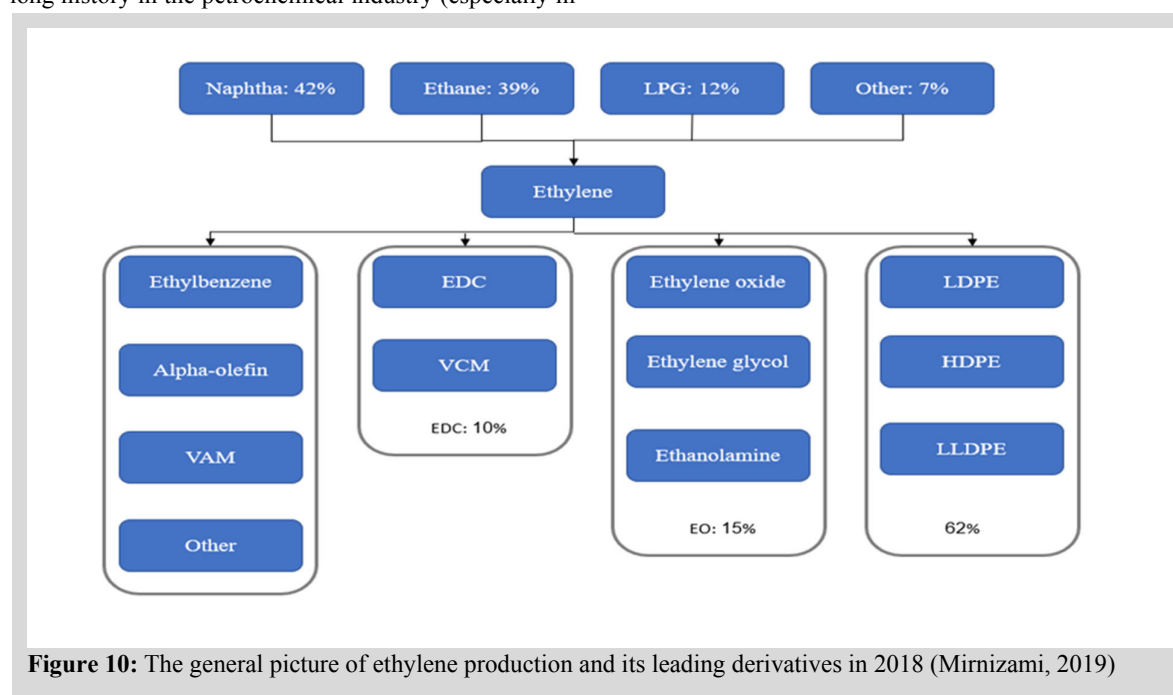 long history in the petrochemical industry (especially in
Naphtha: 42%
Ethane: 39%
LPG: 12%
Other: 7%
Ethylene
Ethylbenzene
Alpha-olefin
VAM
Other
EDC
VCM
EDC: 10%
Ethylene oxide
Ethylene glycol
Ethanolamine
EO: 15%
LDPE
HDPE
LLDPE
62%
Figure 10: The general picture of ethylene production and its leading derivatives in 2018 (Mirnizami, 2019)